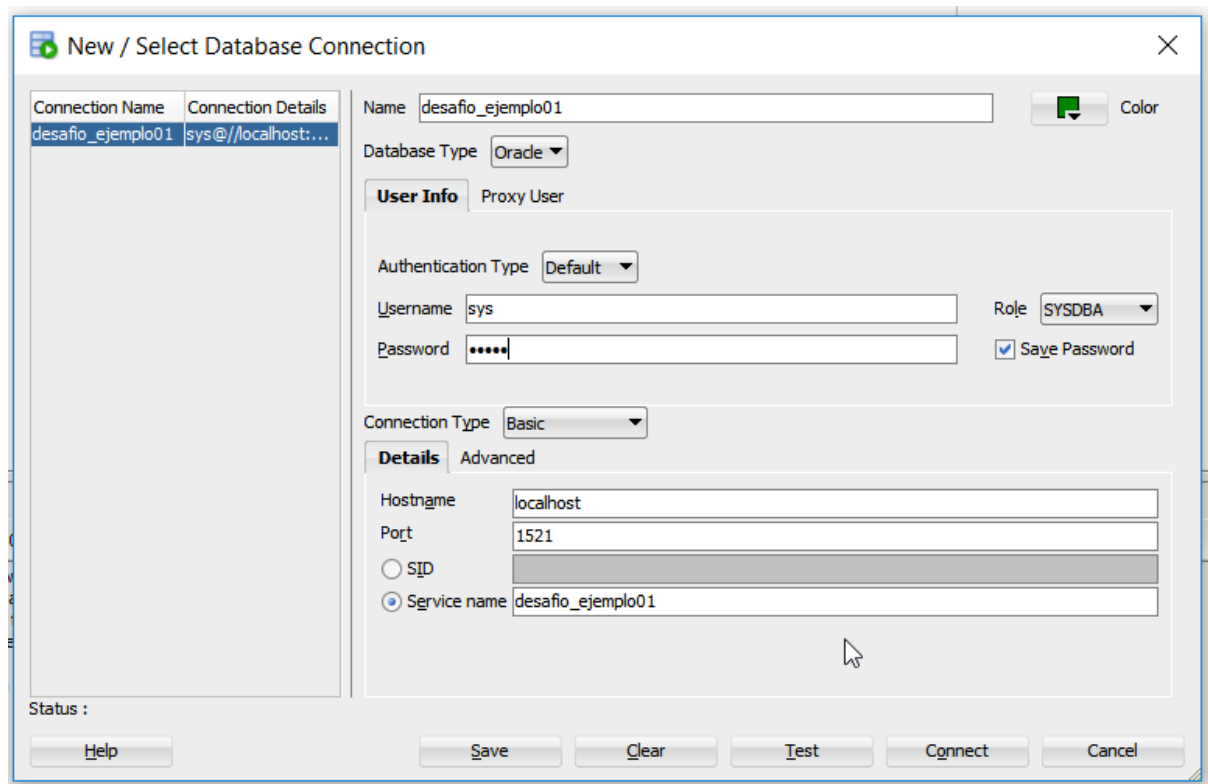 New / Select Database Connection
Connection Name Connection Details
desafio_ejemplo01 sys@//localhost:...
Name desafio_ejemplo01 Color
Database Type Oracle
User Info Proxy User
Authentication Type Default
Username sys Role SYSDBA
Password ••••• Save Password
Connection Type Basic
Details Advanced
Hostname localhost
Port 1521
SID
Service name desafio_ejemplo01
Status :
Help Save Clear Test Connect Cancel